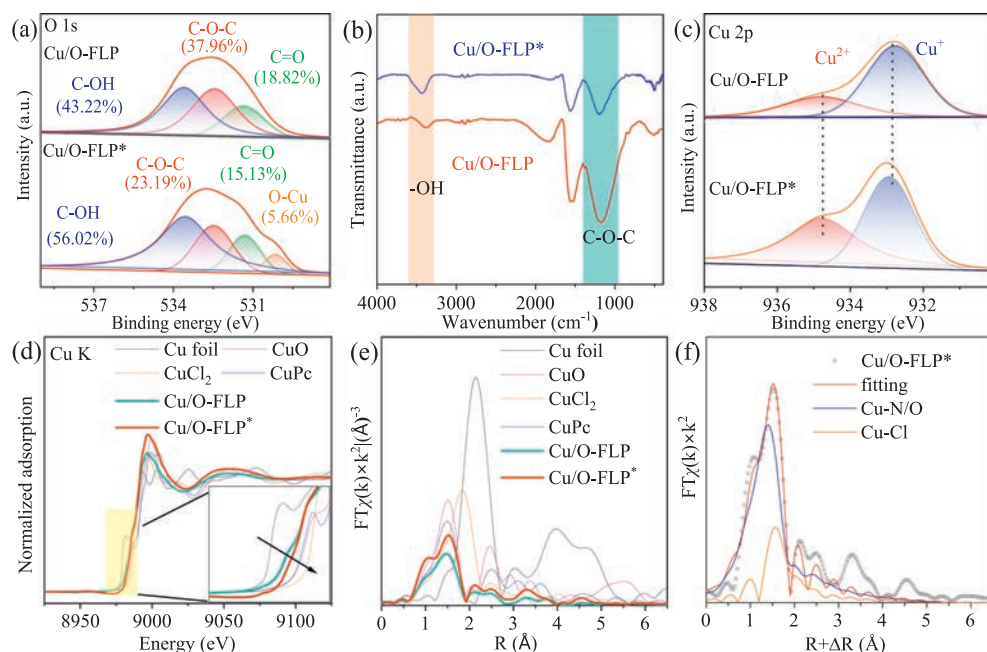 (a) O 1s
Cu/O-FLP
C-O-C
(37.96%)
C=O
(18.82%)
C-OH
(43.22%)
Cu/O-FLP*
C-O-C
(23.19%)
C=O
(15.13%)
O-Cu
(5.66%)
C-OH
(56.02%)
Intensity (a.u.)
537 534 531
Binding energy (eV)
(b)
Cu/O-FLP*
Cu/O-FLP
-OH
C-O-C
Transmittance (a.u.)
4000 3000 2000 1000
Wavenumber (cm⁻¹)
(c) Cu 2p
Cu²⁺
Cu⁺
Cu/O-FLP
Cu/O-FLP*
Intensity (a.u.)
938 936 934 932
Binding energy (eV)
(d) Cu K
Cu foil CuO
CuCl₂ CuPc
Cu/O-FLP
Cu/O-FLP*
Normalized adsorption
9090 9100
8950 9000 9050 9100
Energy (eV)
(e)
Cu foil
CuO
CuCl₂
CuPc
Cu/O-FLP
Cu/O-FLP*
FTχ(k)×k²|(Å)⁻³
0 1 2 3 4 5 6
R (Å)
(f)
Cu/O-FLP*
fitting
Cu-N/O
Cu-Cl
FTχ(k)×k²
0 1 2 3 4 5 6
R+ΔR (Å)